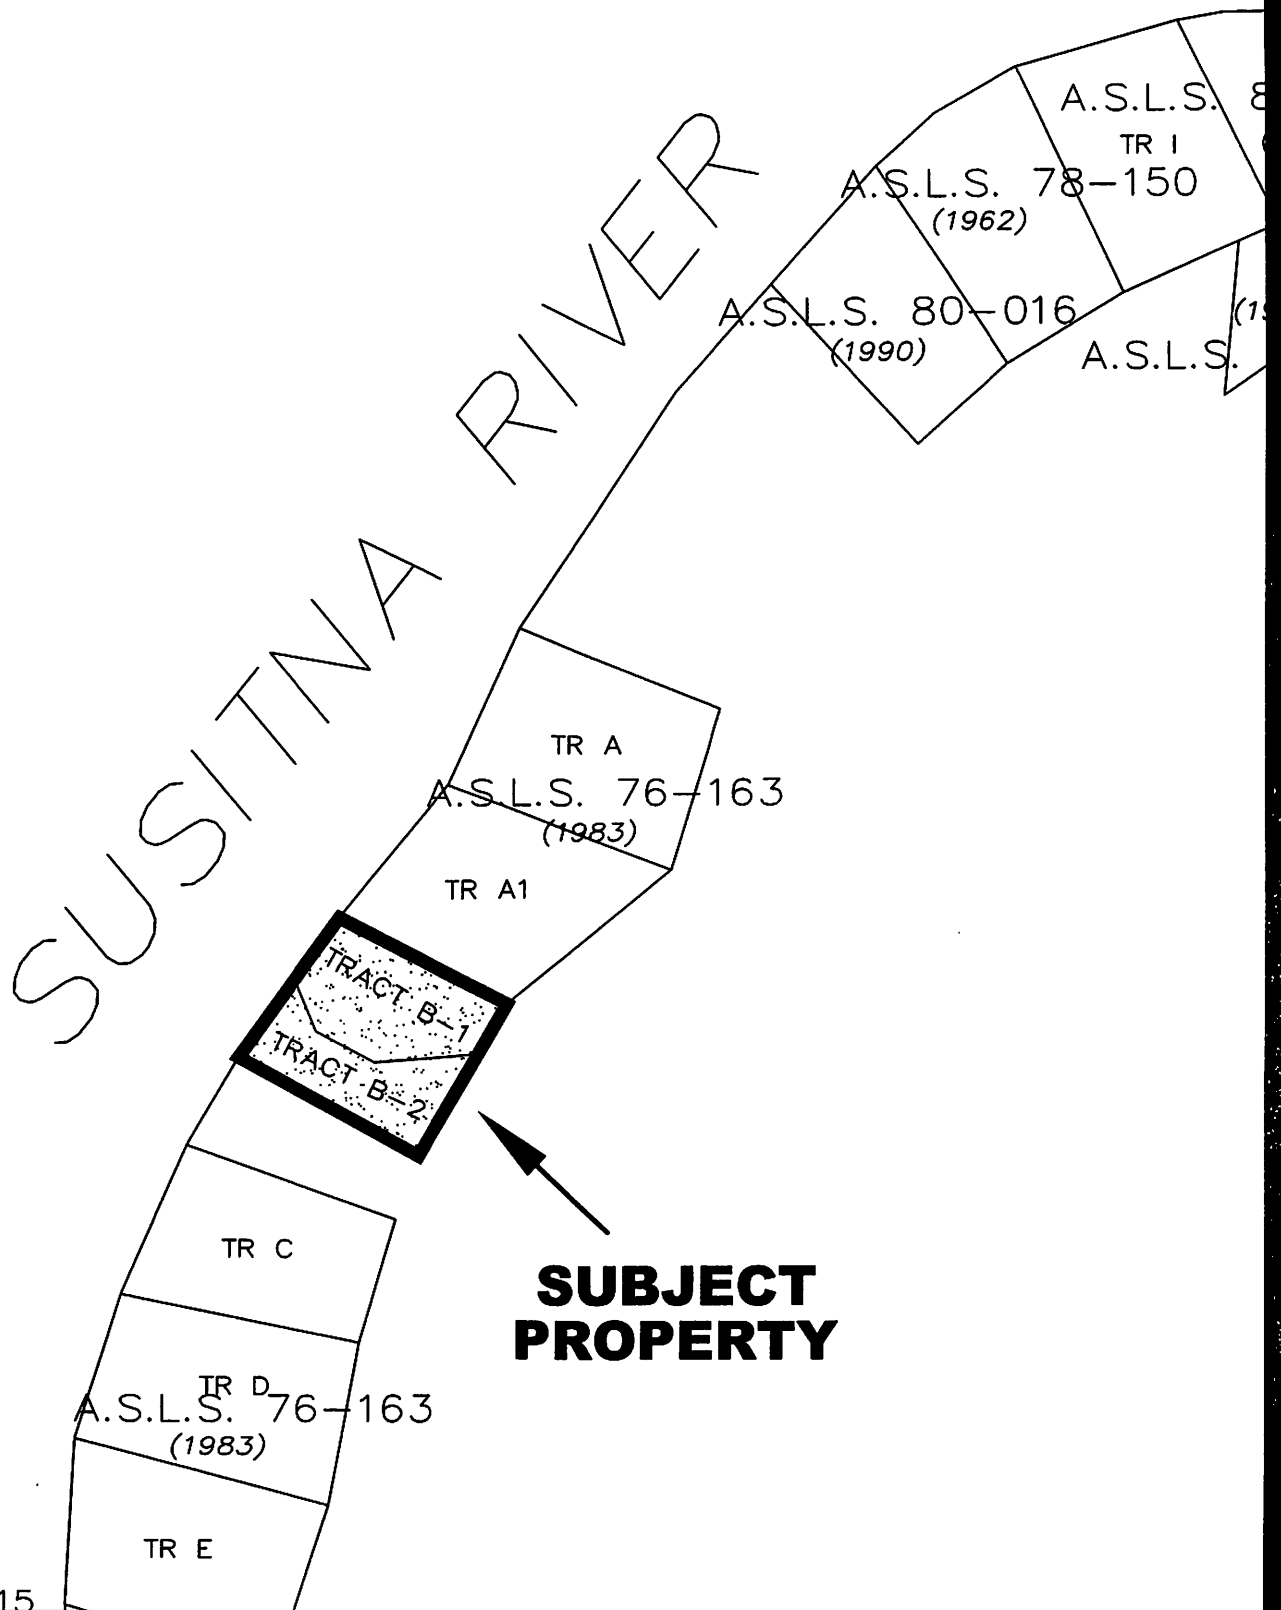 A.S.L.S. 8
TR I
A.S.L.S. 78-150
(1962)
A.S.L.S. 80-016
(1990)
A.S.L.S.
SUSITNA RIVER
TR A
A.S.L.S. 76-163
(1983)
TR A1
TRACT B-1
TRACT B-2
TR C
SUBJECT
PROPERTY
TR D
A.S.L.S. 76-163
(1983)
TR E
15